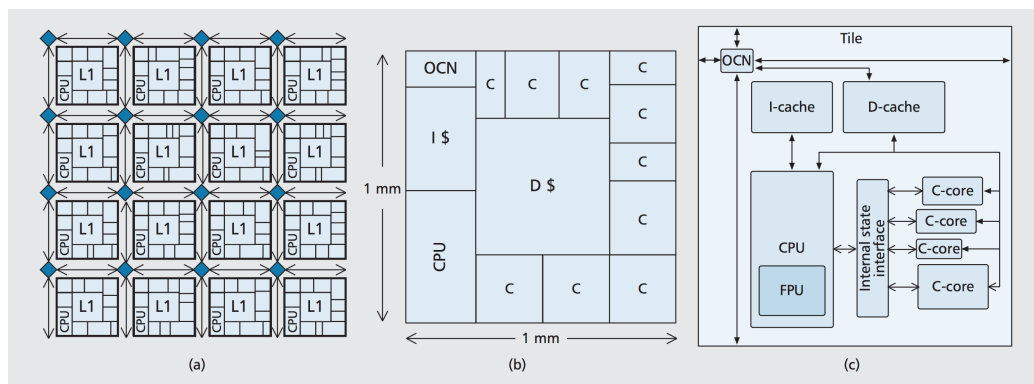 CPU L1 CPU L1 CPU L1 CPU L1
CPU L1 CPU L1 CPU L1 CPU L1
CPU L1 CPU L1 CPU L1 CPU L1
CPU L1 CPU L1 CPU L1 CPU L1
(a)
OCN C C C C
C
I $
C
1 mm
D $
C
CPU
C C C
1 mm
(b)
Tile
OCN
I-cache D-cache
CPU
FPU
Internal state
interface
C-core
C-core
C-core
C-core
(c)